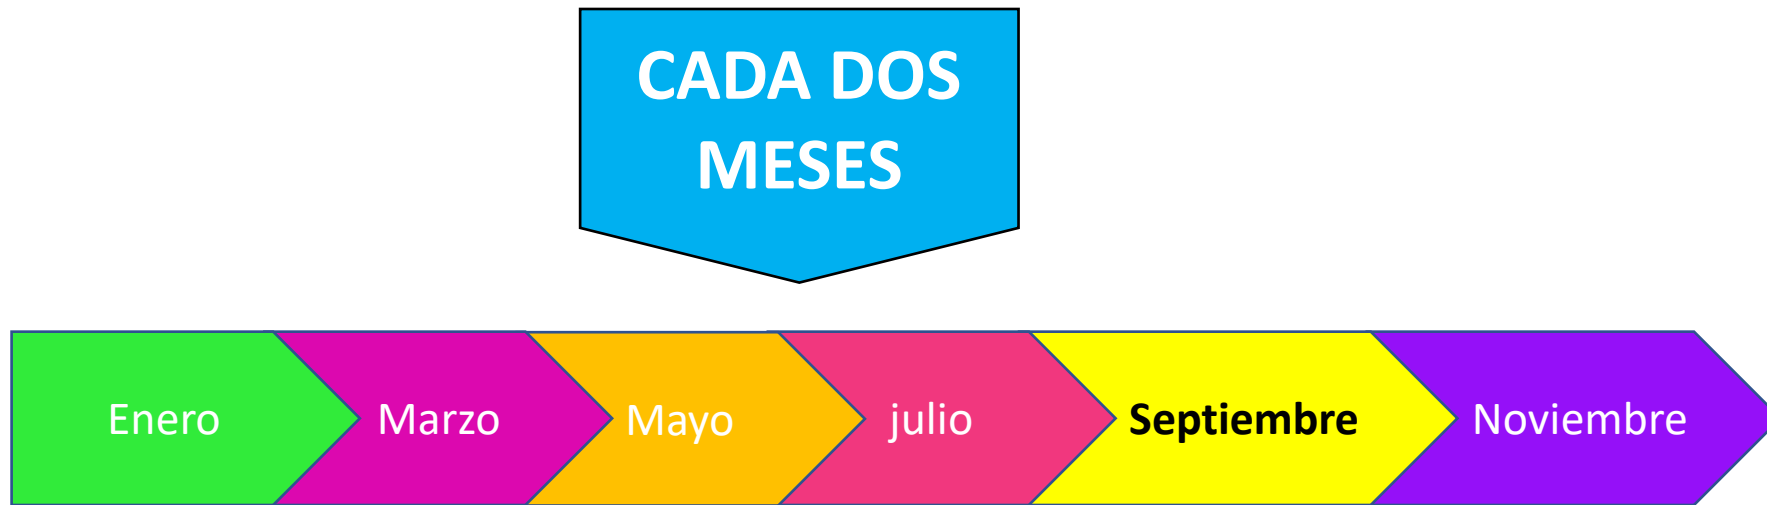 CADA DOS
MESES
Enero
Marzo
Mayo
julio
Septiembre
Noviembre